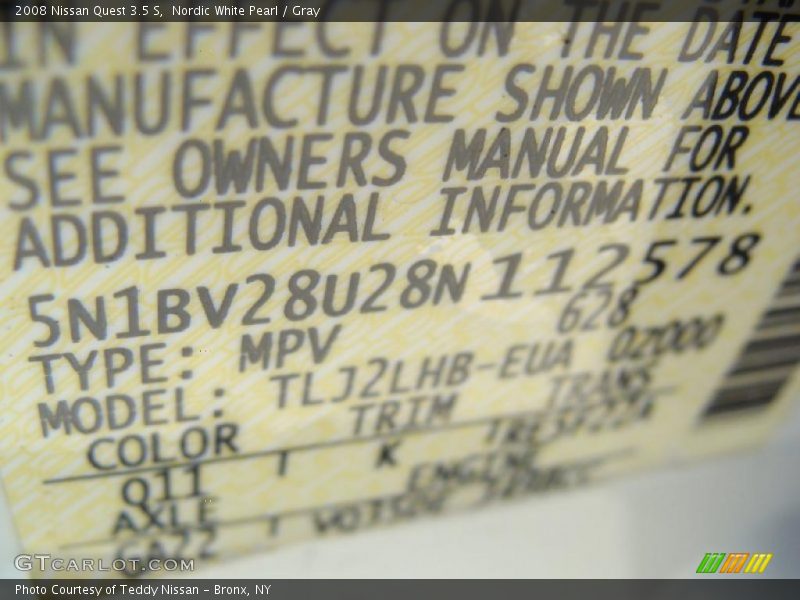 2008 Nissan Quest 3.5 S, Nordic White Pearl / Gray
IN EFFECT ON THE DATE
MANUFACTURE SHOWN ABOVE
SEE OWNERS MANUAL FOR
ADDITIONAL INFORMATION.
5N1BV28U28N112578
TYPE: MPV 628
MODEL: TLJ2LHB-EUA 02000
COLOR TRIM TRANS
Q11 K
AXLE ENGINE
GTCARLOT.COM
Photo Courtesy of Teddy Nissan - Bronx, NY